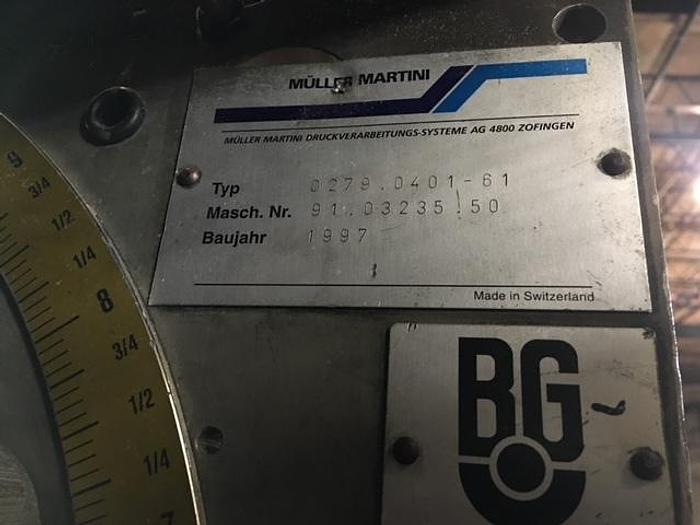 MÜLLER MARTINI
MÜLLER MARTINI DRUCKVERARBEITUNGS-SYSTEME AG 4800 ZOFINGEN
Typ 0279.0401-61
Masch. Nr. 91.03235.50
Baujahr 1997
Made in Switzerland
BG
9
3/4
1/2
1/4
8
3/4
1/2
1/4
7